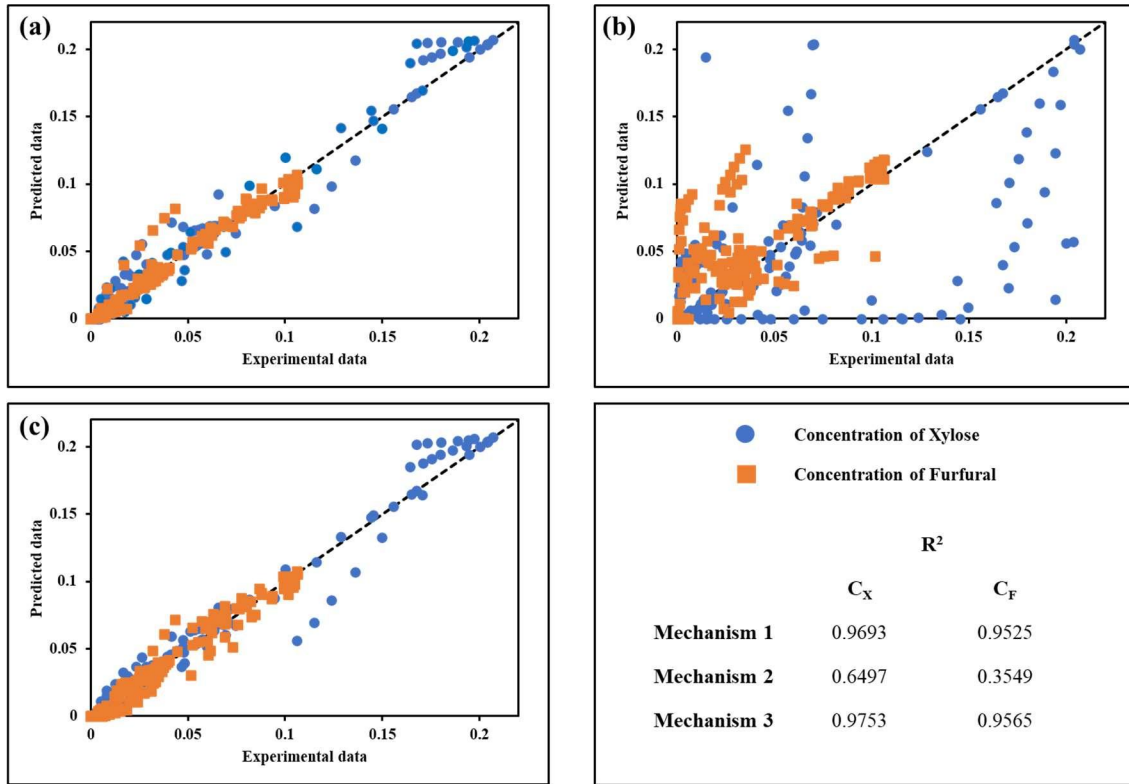 (a)
0.2
0.15
0.1
0.05
0
Predicted data
0 0.05 0.1 0.15 0.2
Experimental data
(b)
0.2
0.15
0.1
0.05
0
Predicted data
0 0.05 0.1 0.15 0.2
Experimental data
(c)
0.2
0.15
0.1
0.05
0
Predicted data
0 0.05 0.1 0.15 0.2
Experimental data
Concentration of Xylose
Concentration of Furfural
R²
C_X C_F
Mechanism 1 0.9693 0.9525
Mechanism 2 0.6497 0.3549
Mechanism 3 0.9753 0.9565